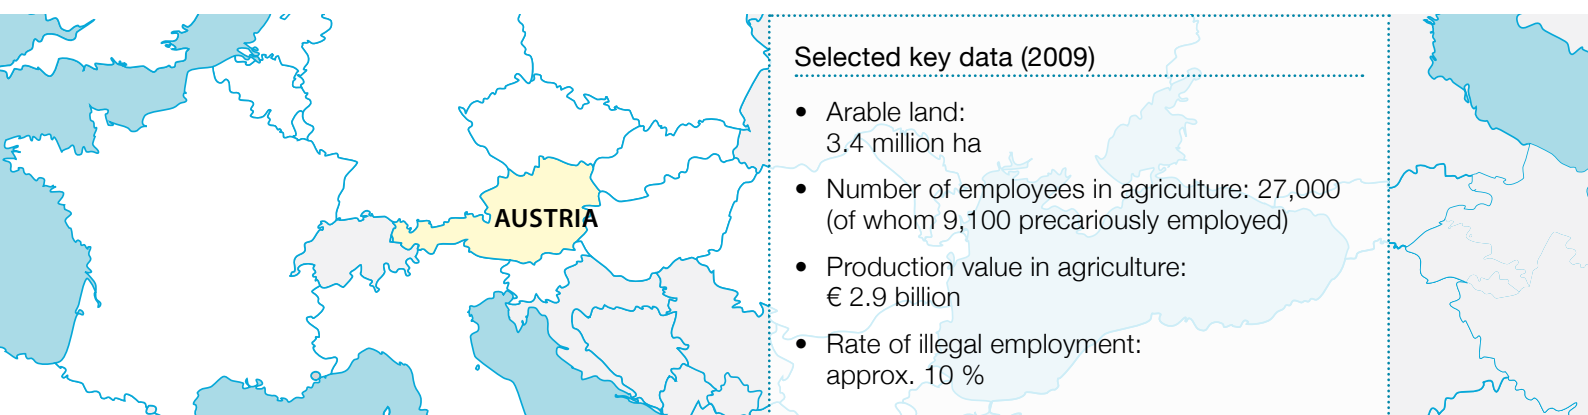 AUSTRIA
Selected key data (2009)
• Arable land:
3.4 million ha
• Number of employees in agriculture: 27,000
(of whom 9,100 precariously employed)
• Production value in agriculture:
€ 2.9 billion
• Rate of illegal employment:
approx. 10 %